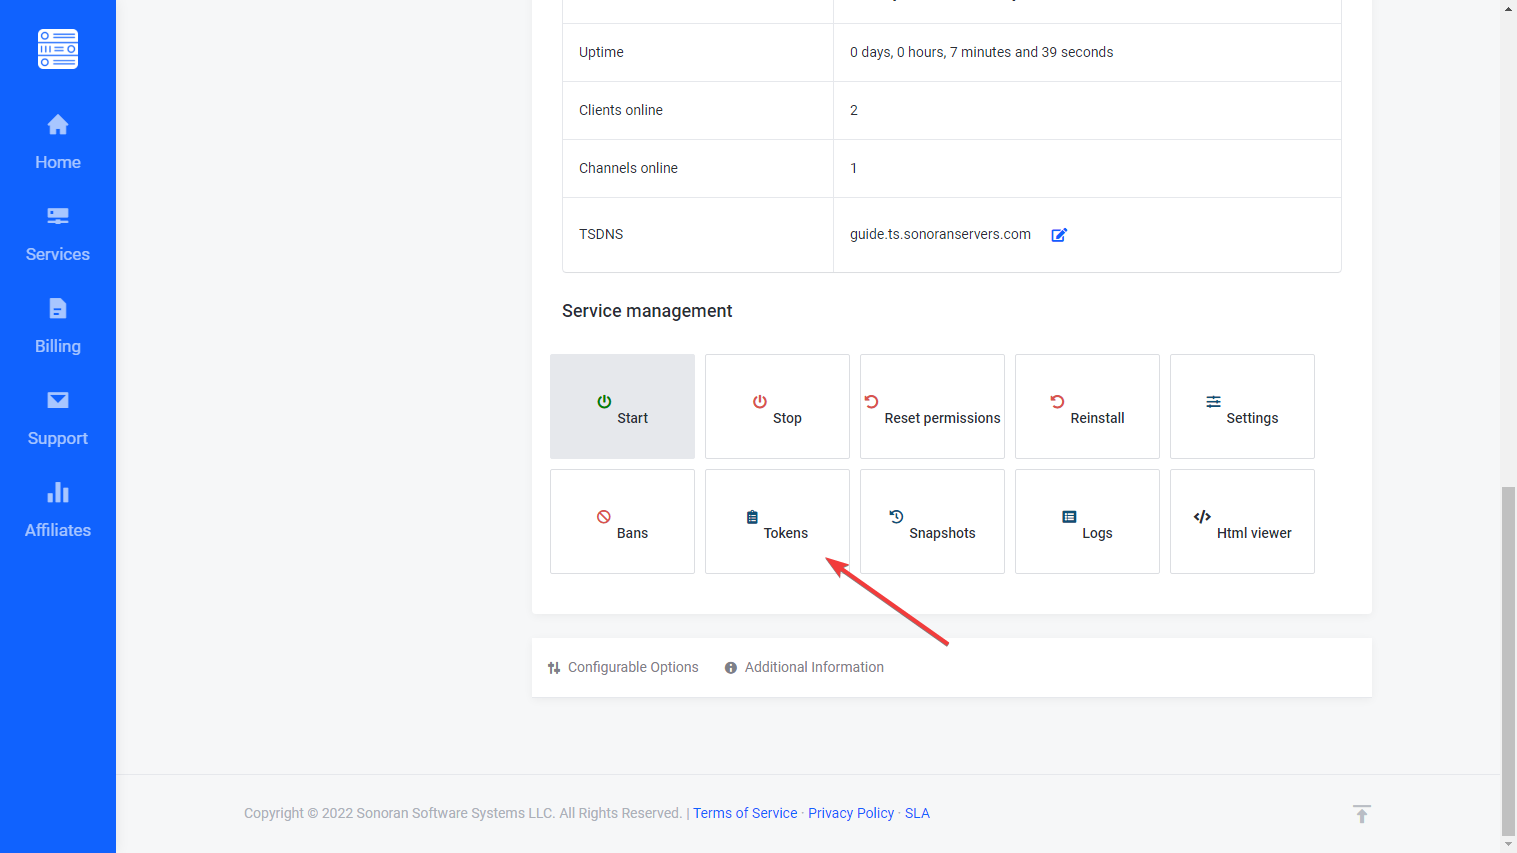 Home
Services
Billing
Support
Affiliates
Uptime
0 days, 0 hours, 7 minutes and 39 seconds
Clients online
2
Channels online
1
TSDNS
guide.ts.sonoranservers.com
Service management
Start
Stop
Reset permissions
Reinstall
Settings
Bans
Tokens
Snapshots
Logs
Html viewer
Configurable Options
Additional Information
Copyright © 2022 Sonoran Software Systems LLC. All Rights Reserved. | Terms of Service · Privacy Policy · SLA